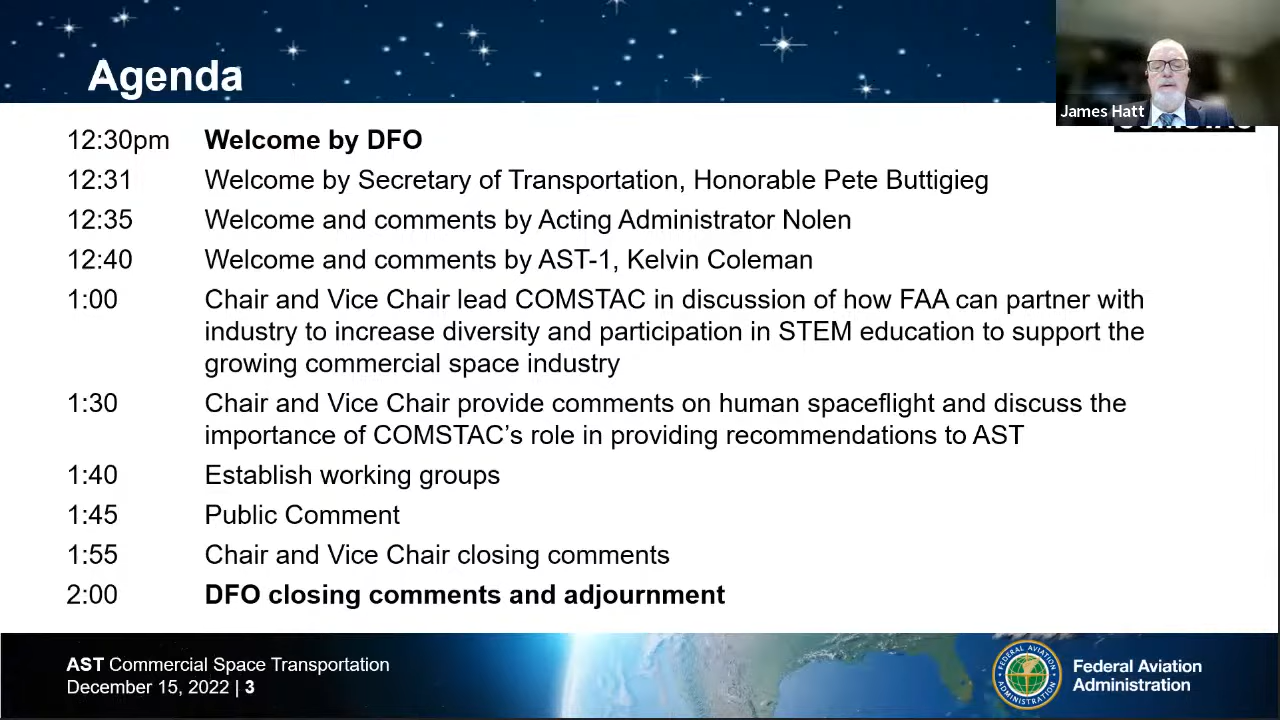 Agenda
James Hatt
12:30pm Welcome by DFO
12:31 Welcome by Secretary of Transportation, Honorable Pete Buttigieg
12:35 Welcome and comments by Acting Administrator Nolen
12:40 Welcome and comments by AST-1, Kelvin Coleman
1:00 Chair and Vice Chair lead COMSTAC in discussion of how FAA can partner with
industry to increase diversity and participation in STEM education to support the
growing commercial space industry
1:30 Chair and Vice Chair provide comments on human spaceflight and discuss the
importance of COMSTAC’s role in providing recommendations to AST
1:40 Establish working groups
1:45 Public Comment
1:55 Chair and Vice Chair closing comments
2:00 DFO closing comments and adjournment
AST Commercial Space Transportation
December 15, 2022 | 3
FEDERAL AVIATION
ADMINISTRATION
Federal Aviation
Administration